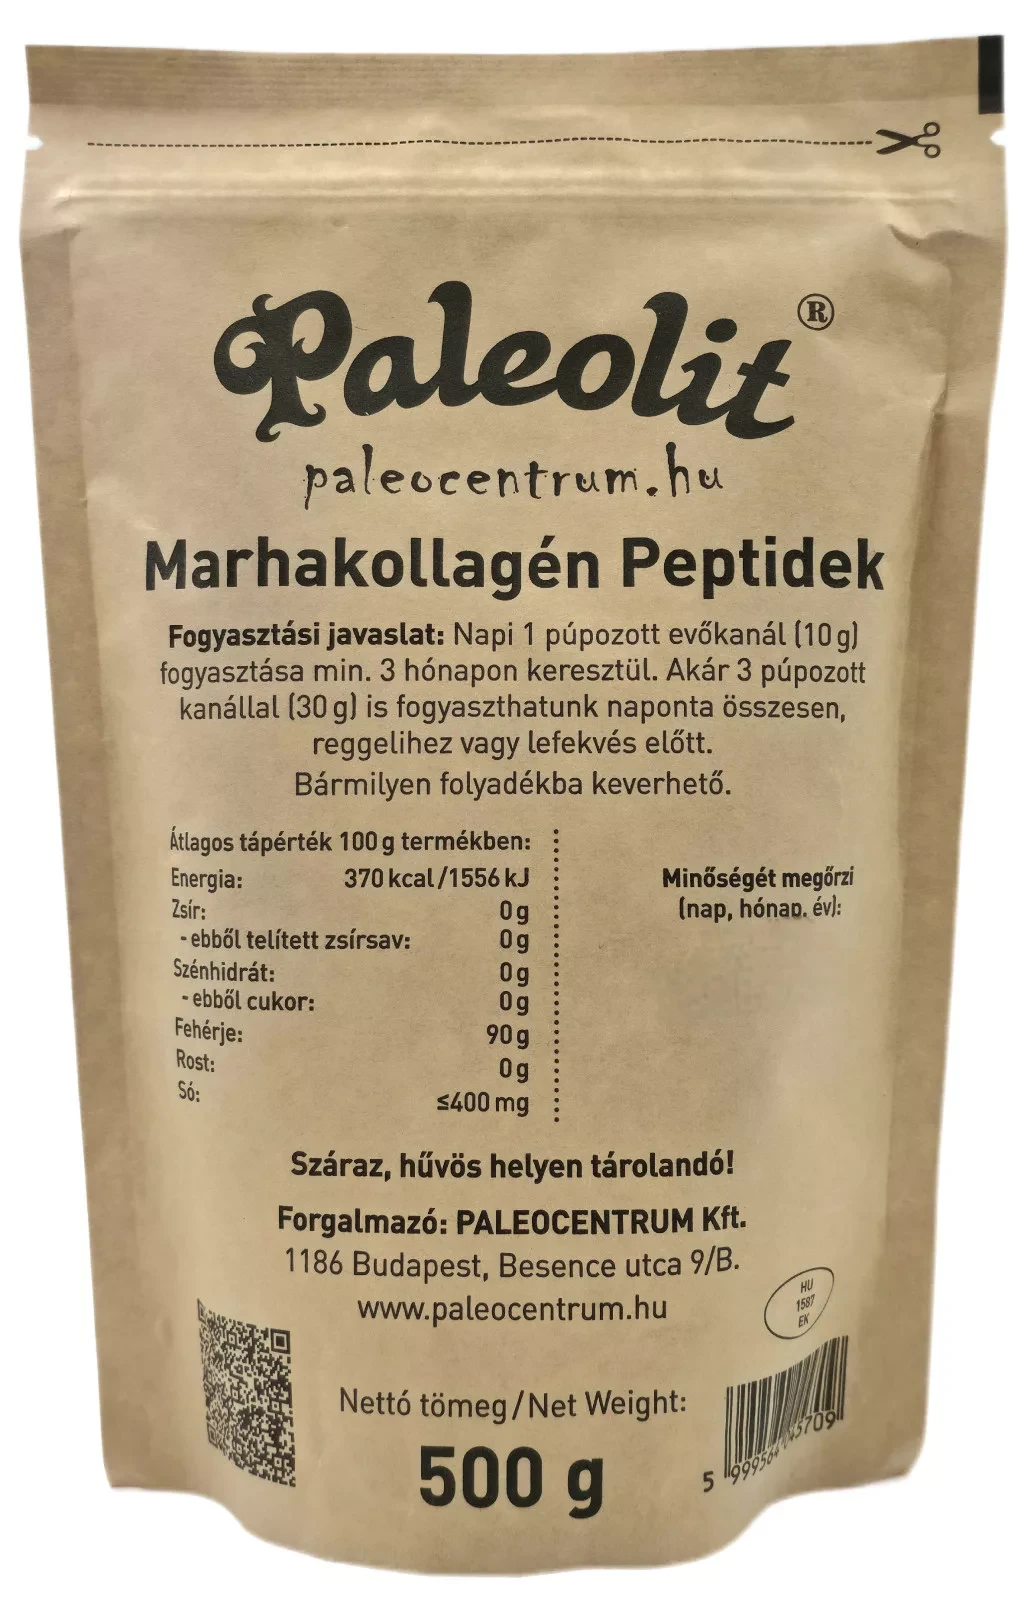 Paleolit®
paleocentrum.hu
Marhakollagén Peptidek
Fogyasztási javaslat: Napi 1 púpozott evőkanál (10 g)
fogyasztása min. 3 hónapon keresztül. Akár 3 púpozott
kanállal (30 g) is fogyaszthatunk naponta összesen,
reggelihez vagy lefekvés előtt.
Bármilyen folyadékba keverhető.
Átlagos tápérték 100 g termékben:
Energia: 370 kcal/1556 kJ
Zsír: 0 g
- ebből telített zsírsav: 0 g
Szénhidrát: 0 g
- ebből cukor: 0 g
Fehérje: 90 g
Rost: 0 g
Só: ≤400 mg
Minőségét megőrzi
(nap, hónap, év):
Száraz, hűvös helyen tárolandó!
Forgalmazó: PALEOCENTRUM Kft.
1186 Budapest, Besence utca 9/B.
www.paleocentrum.hu
HU
1587
EK
Nettó tömeg/Net Weight:
500 g
5 999564 045709